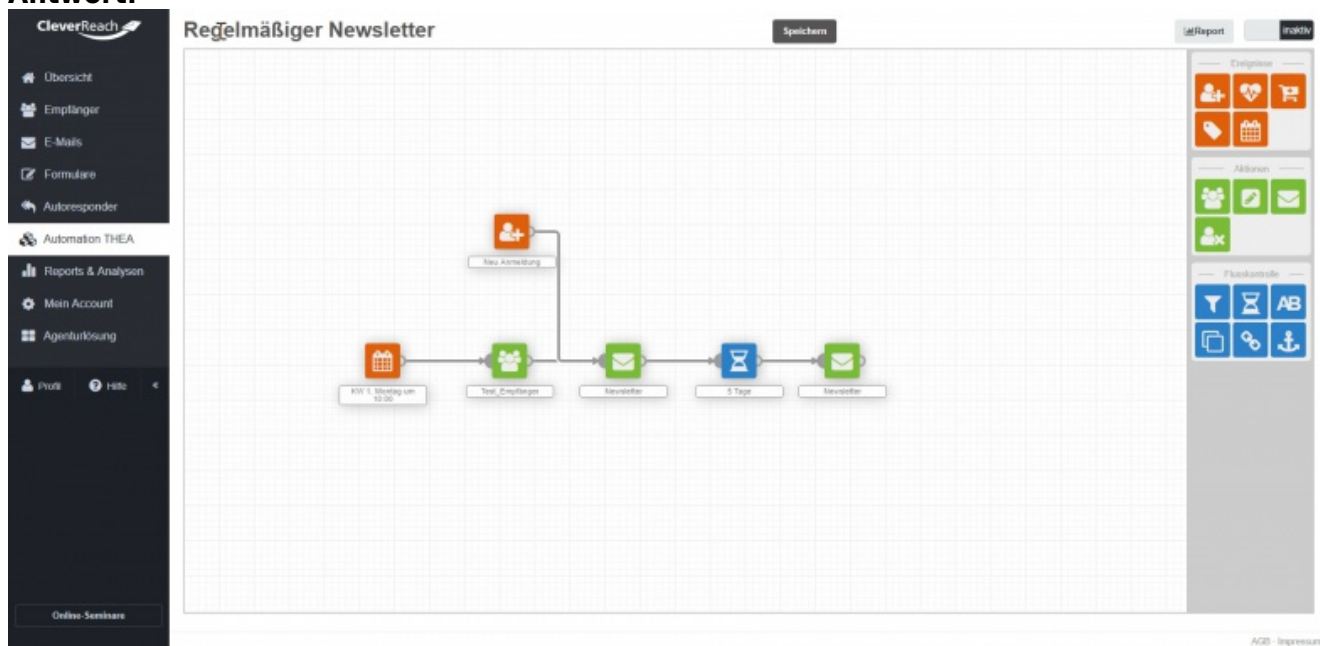 Antwort:
CleverReach
Regelmäßiger Newsletter
Speichern
Report
inaktiv
Übersicht
Empfänger
E-Mails
Formulare
Autoresponder
Automation THEA
Reports & Analysen
Mein Account
Agenturlösung
Profil
Hilfe
Online-Seminare
Neu Anmeldung
KW 1. Montag um
10:00
Test_Empfänger
Newsletter
5 Tage
Newsletter
Ereignisse
Aktionen
Flusskontrolle
AB
AGB - Impressum